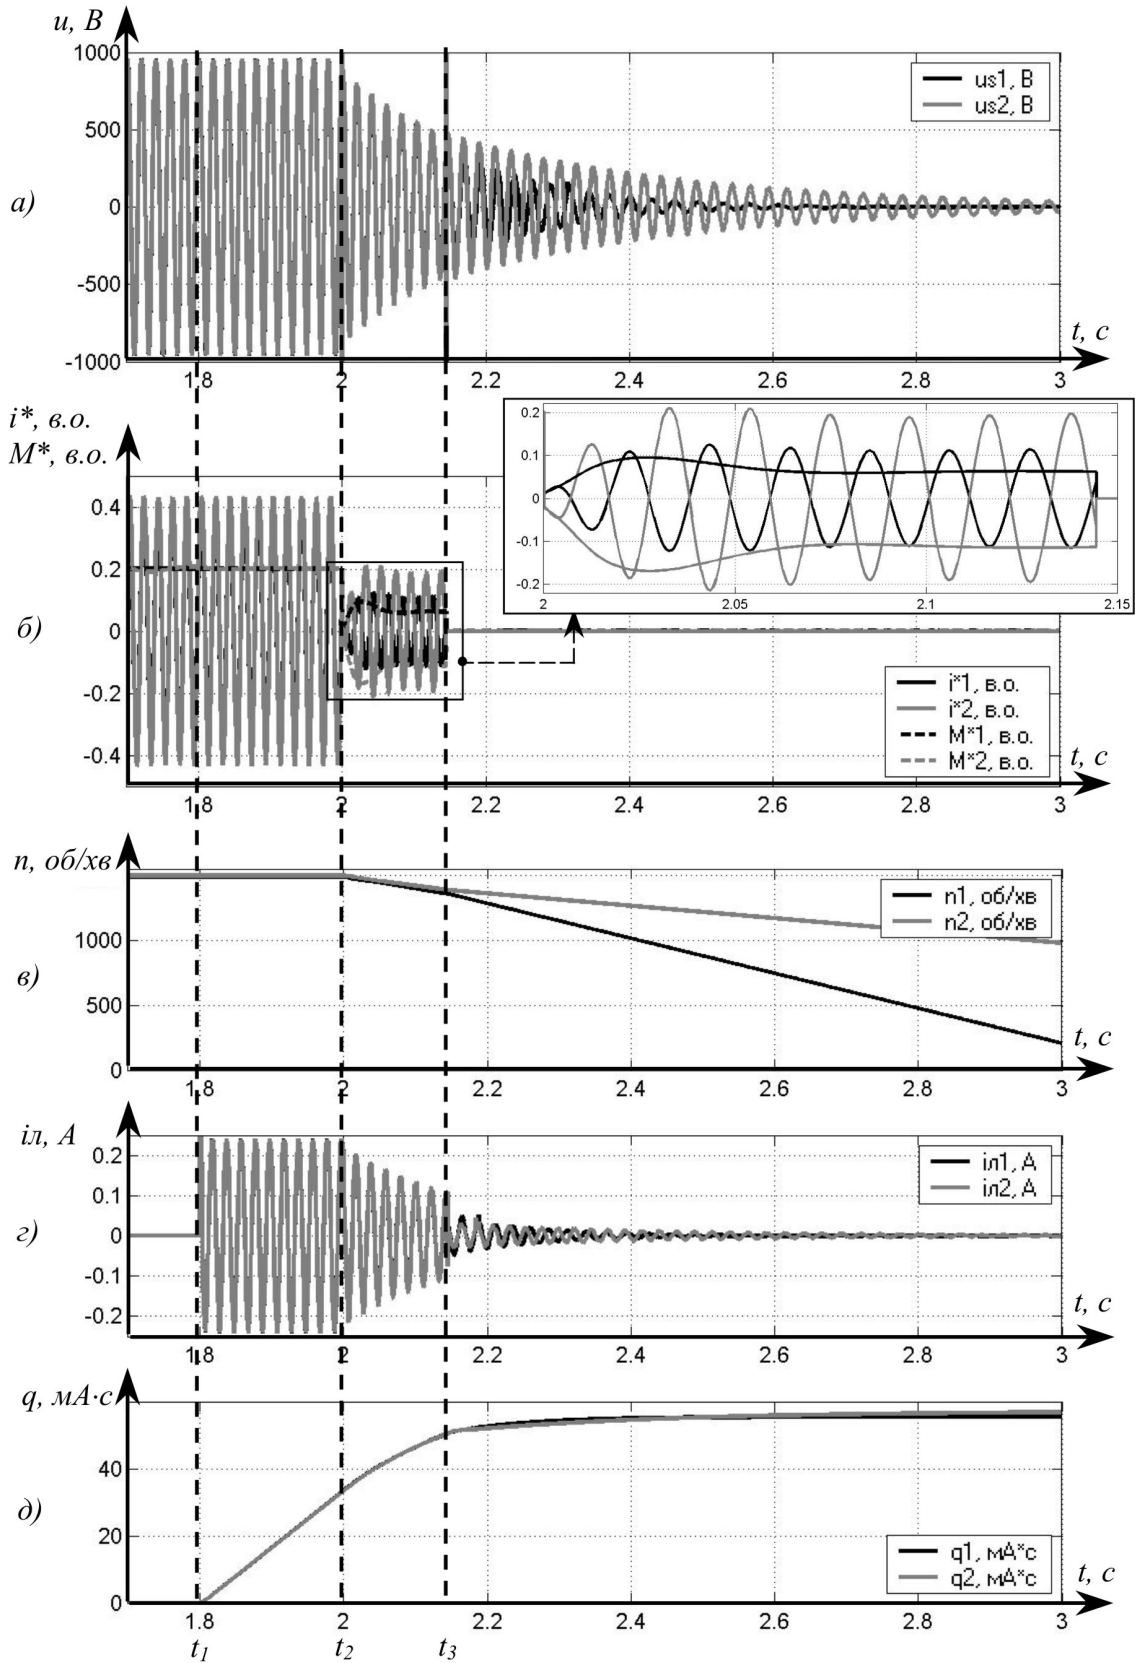 u, В
1000
500
0
-500
-1000
us1, В
us2, В
а)
t, с
1.8 2 2.2 2.4 2.6 2.8 3
i*, в.о.
M*, в.о.
0.4
0.2
0
-0.2
-0.4
0.2
0.1
0
-0.1
-0.2
2 2.05 2.1 2.15
б)
i*1, в.о.
i*2, в.о.
M*1, в.о.
M*2, в.о.
t, с
1.8 2 2.2 2.4 2.6 2.8 3
n, об/хв
1000
500
0
n1, об/хв
n2, об/хв
в)
t, с
1.8 2 2.2 2.4 2.6 2.8 3
iл, А
0.2
0.1
0
-0.1
-0.2
iл1, А
iл2, А
г)
t, с
1.8 2 2.2 2.4 2.6 2.8 3
q, мА·с
40
20
0
д)
q1, мА*с
q2, мА*с
t, с
1.8 2 2.2 2.4 2.6 2.8 3
t1 t2 t3